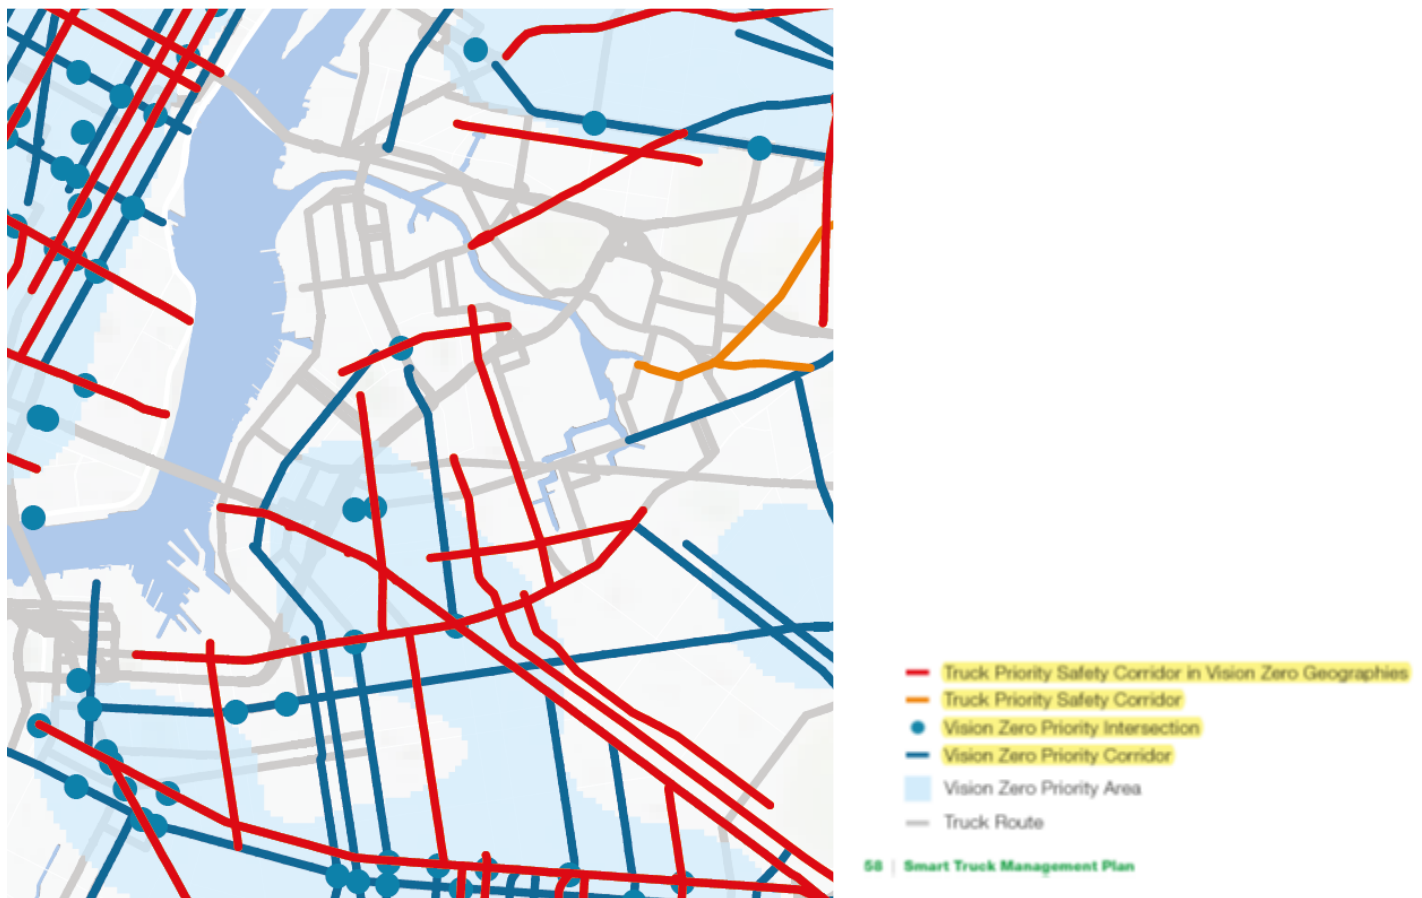 Truck Priority Safety Corridor in Vision Zero Geographies
Truck Priority Safety Corridor
Vision Zero Priority Intersection
Vision Zero Priority Corridor
Vision Zero Priority Area
Truck Route
58 | Smart Truck Management Plan